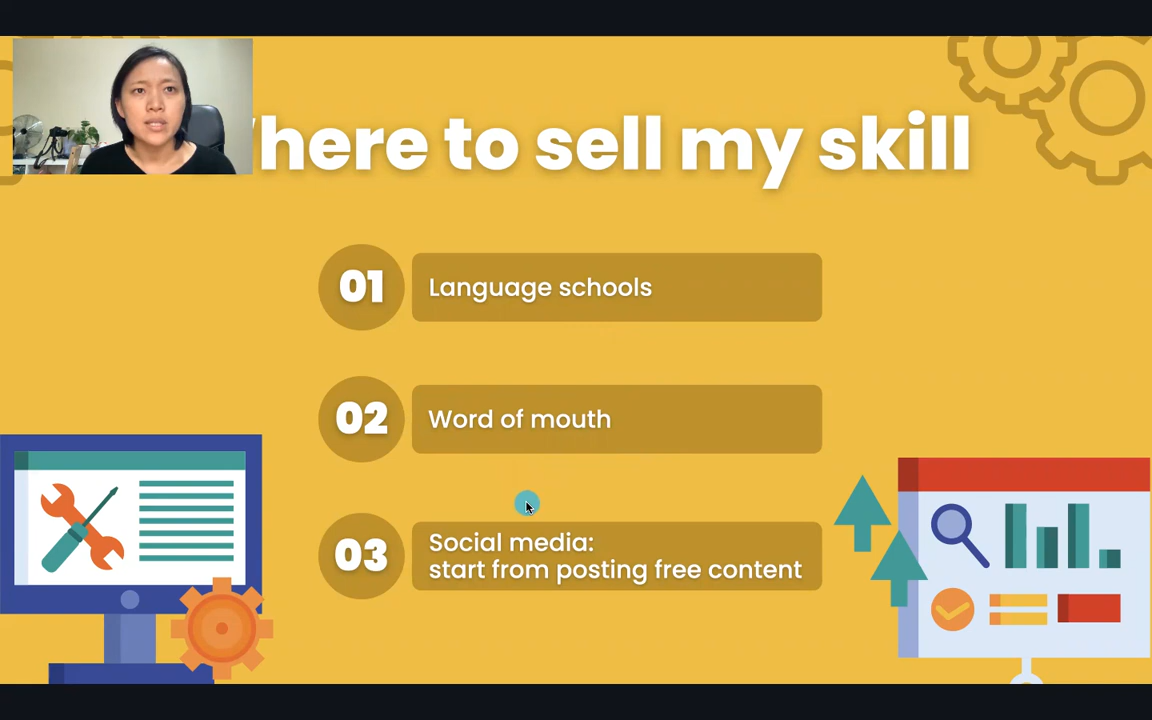 here to sell my skill
01
Language schools
02
Word of mouth
03
Social media:
start from posting free content